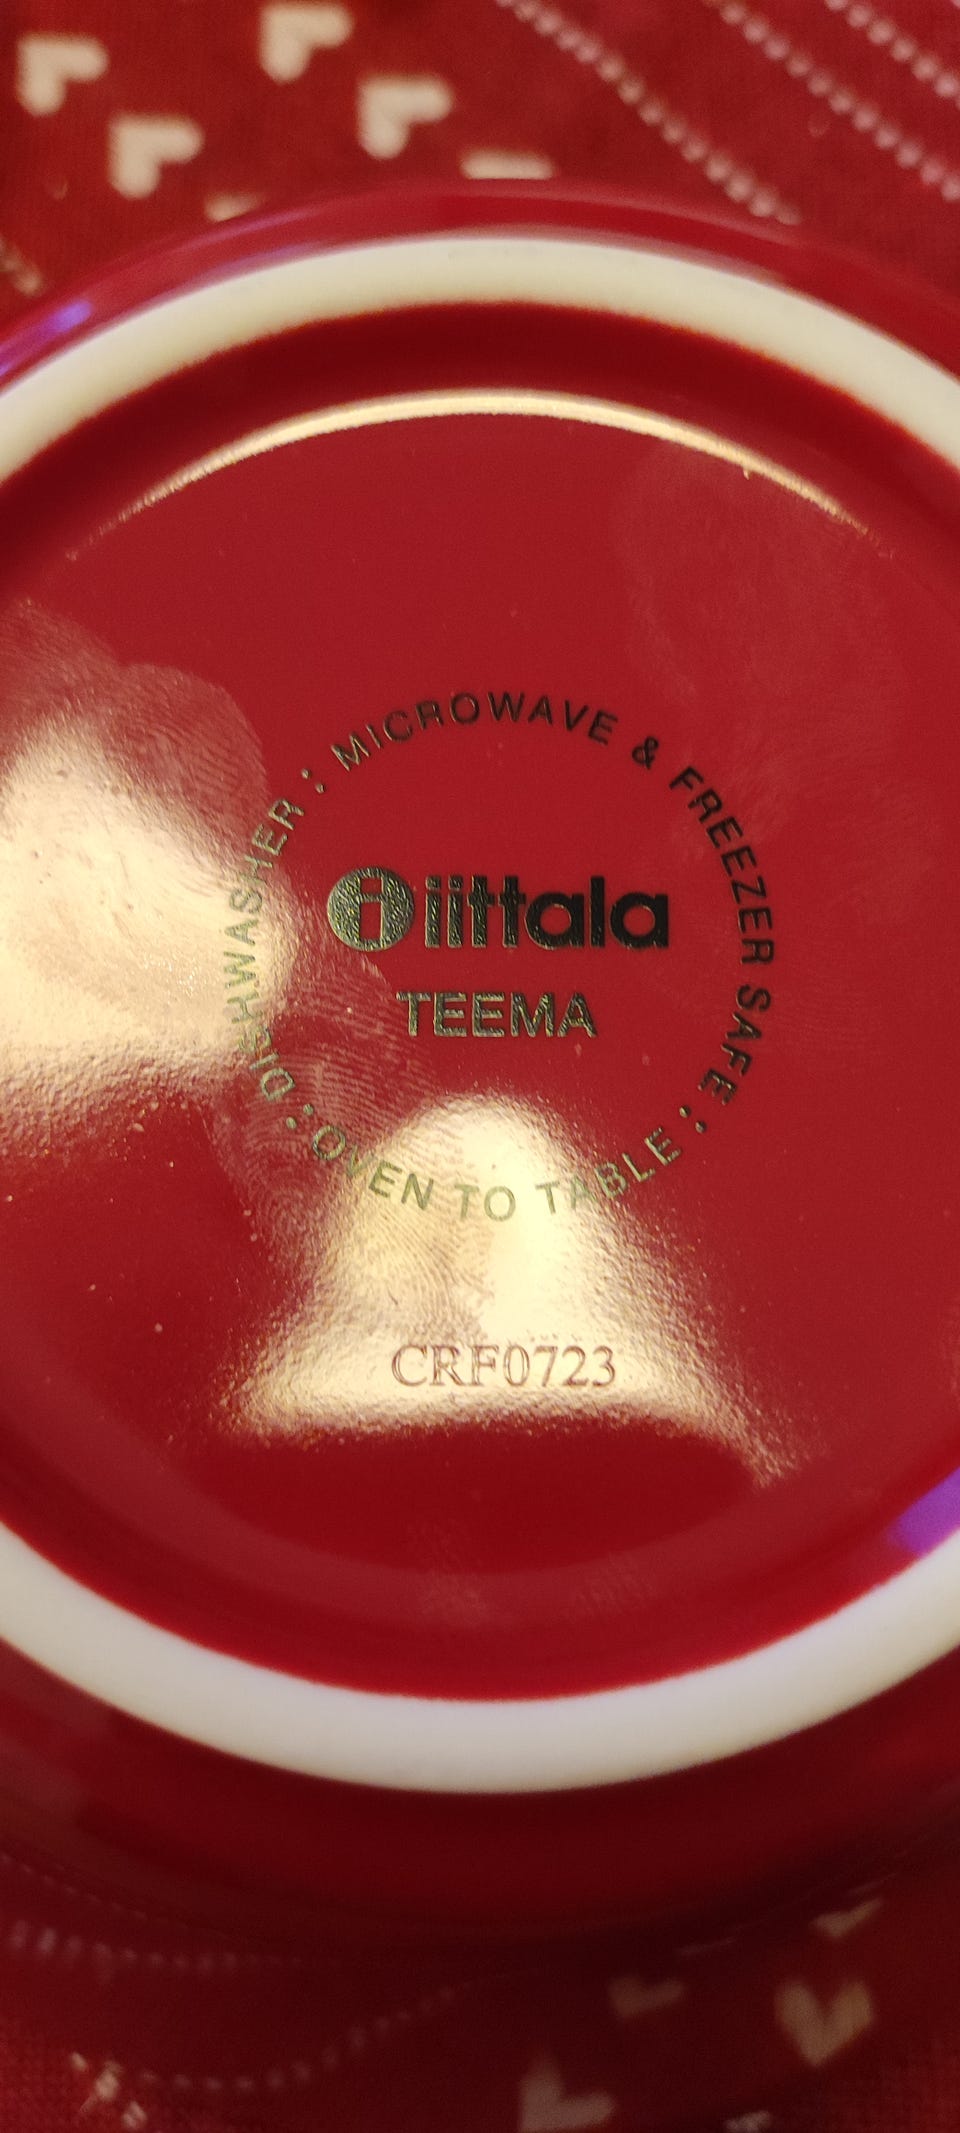 MICROWAVE & FREEZER SAFE : OVEN TO TABLE : DISHWASHER :
i iittala
TEEMA
CRF0723